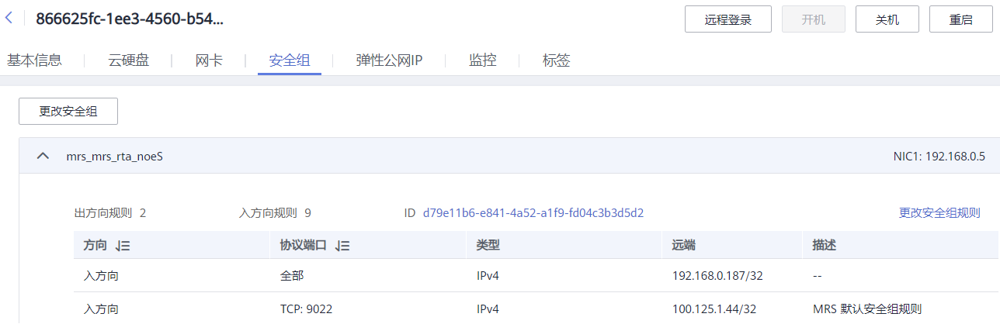 866625fc-1ee3-4560-b54... 远程登录 开机 关机 重启
基本信息 云硬盘 网卡 安全组 弹性公网IP 监控 标签
更改安全组
mrs_mrs_rta_noeS NIC1: 192.168.0.5
出方向规则 2 入方向规则 9 ID d79e11b6-e841-4a52-a1f9-fd04c3b3d5d2 更改安全组规则
方向 协议端口 类型 远端 描述
入方向 全部 IPv4 192.168.0.187/32 --
入方向 TCP: 9022 IPv4 100.125.1.44/32 MRS 默认安全组规则